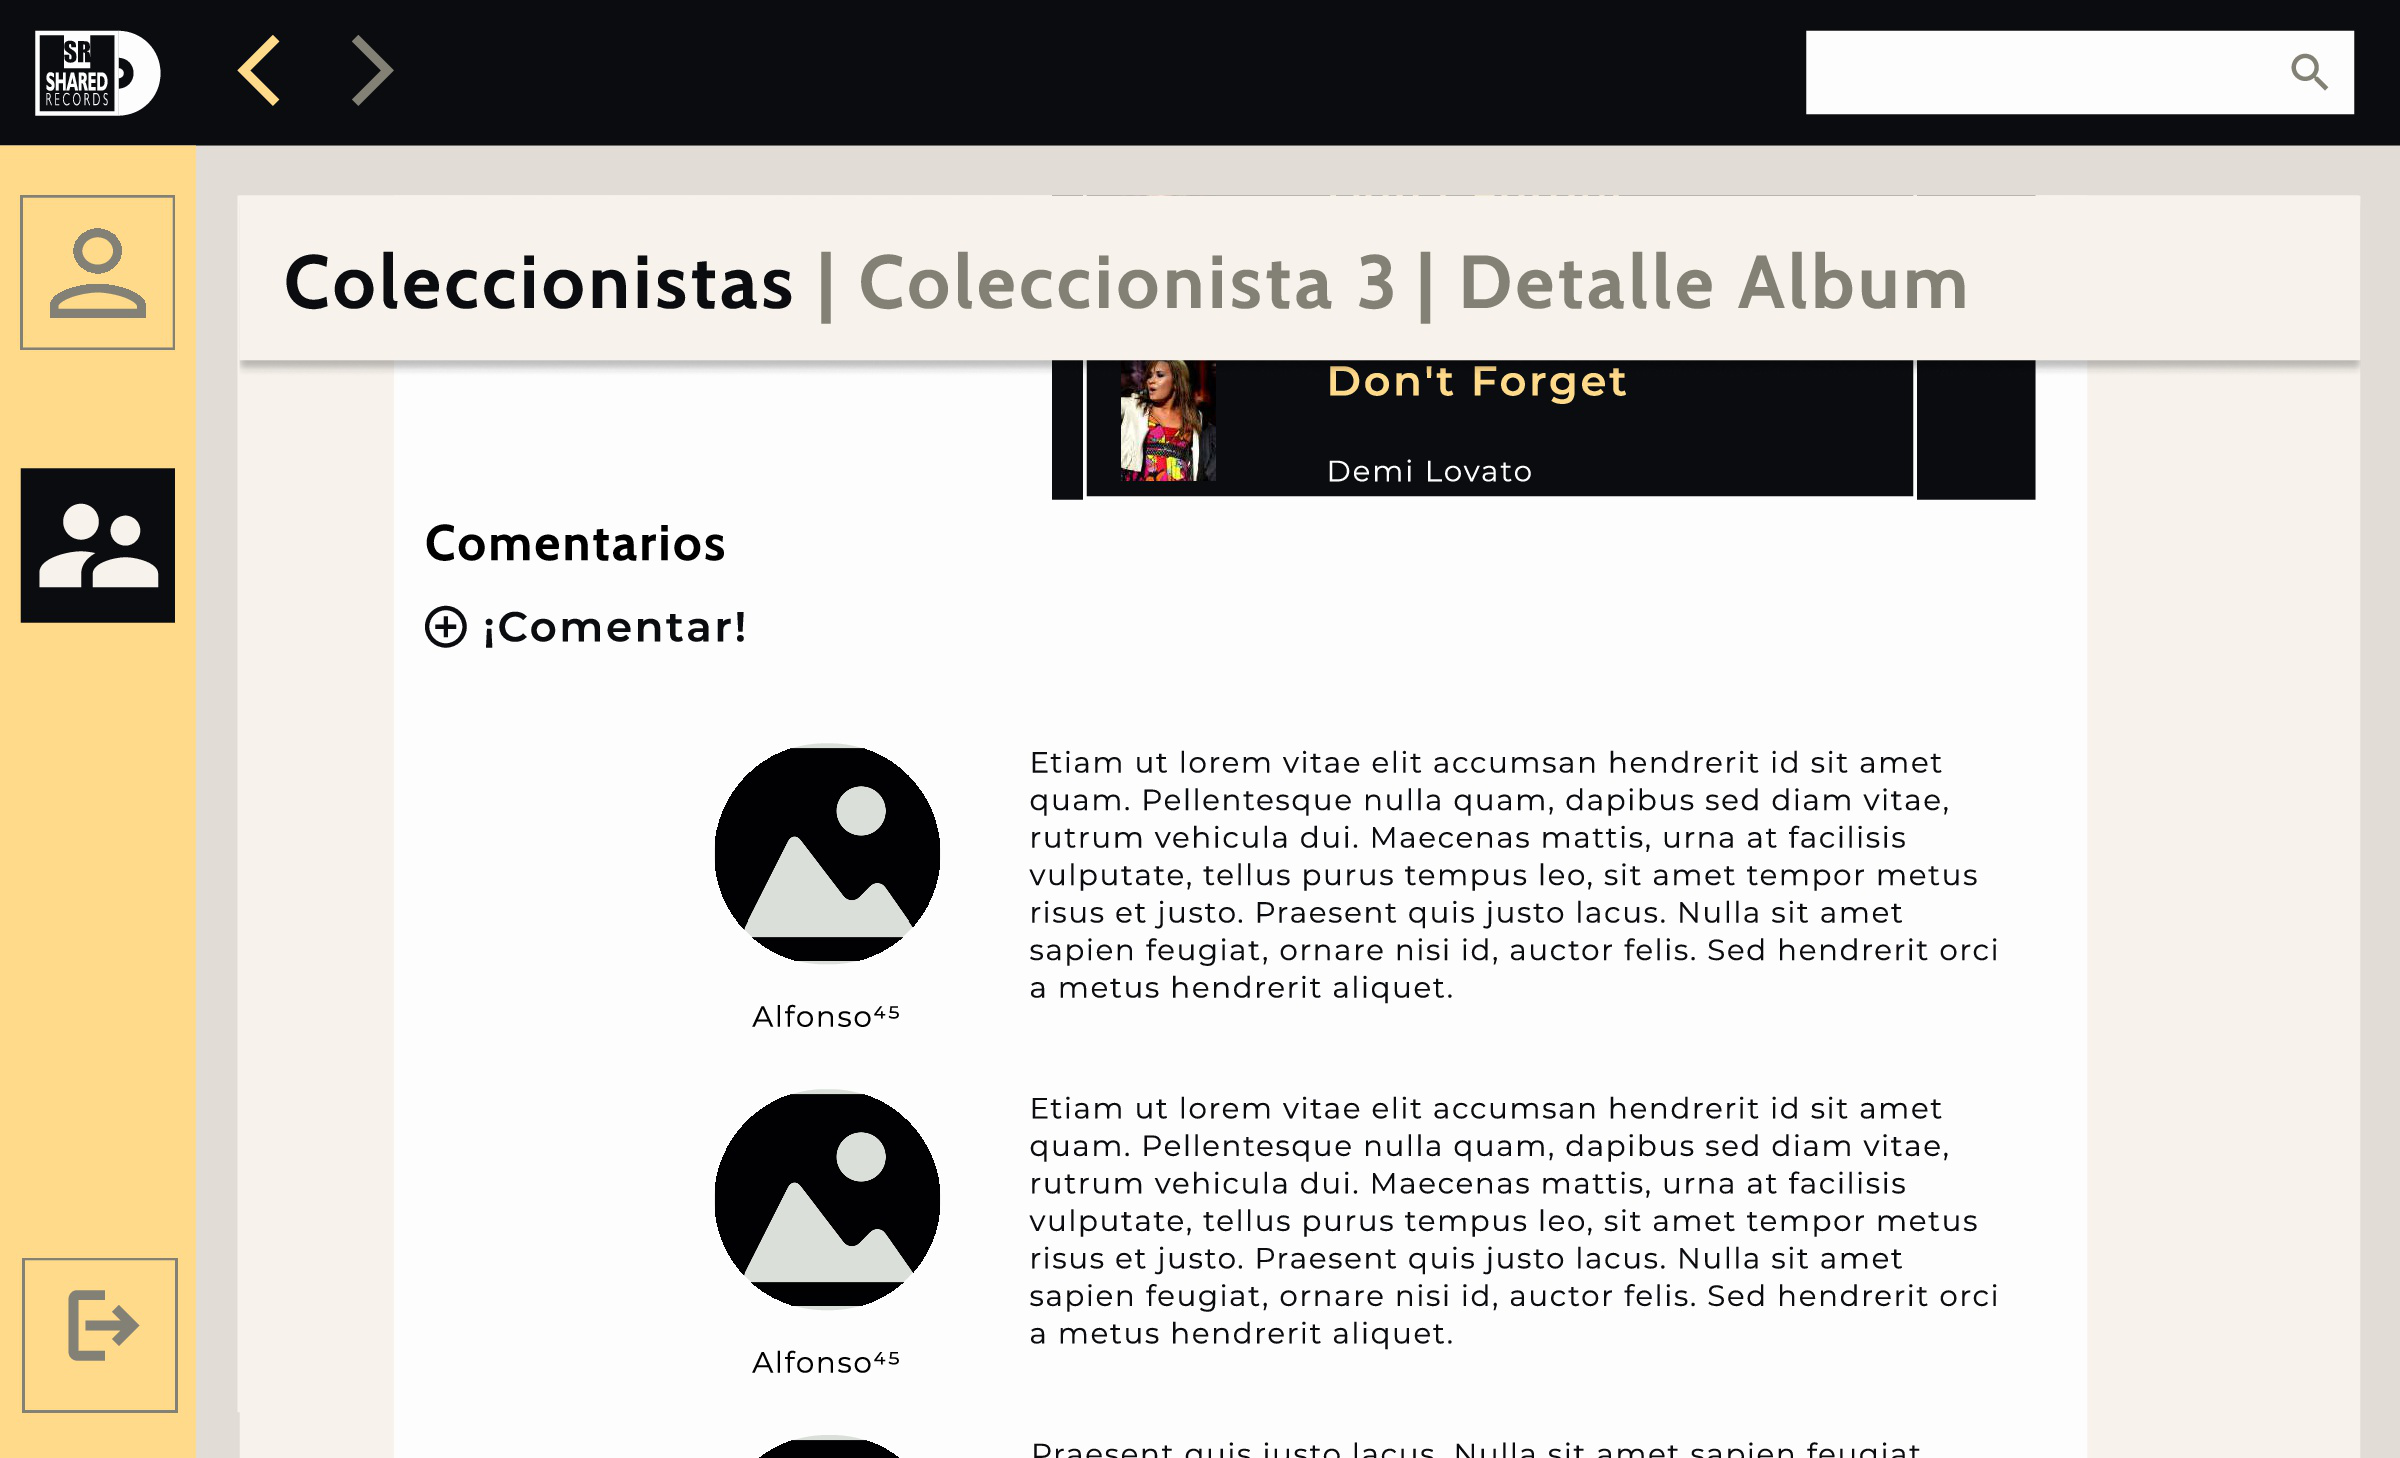 SR
SHARED
RECORDS
Coleccionistas | Coleccionista 3 | Detalle Album
Don't Forget
Demi Lovato
Comentarios
¡Comentar!
Etiam ut lorem vitae elit accumsan hendrerit id sit amet
quam. Pellentesque nulla quam, dapibus sed diam vitae,
rutrum vehicula dui. Maecenas mattis, urna at facilisis
vulputate, tellus purus tempus leo, sit amet tempor metus
risus et justo. Praesent quis justo lacus. Nulla sit amet
sapien feugiat, ornare nisi id, auctor felis. Sed hendrerit orci
a metus hendrerit aliquet.
Alfonso⁴⁵
Etiam ut lorem vitae elit accumsan hendrerit id sit amet
quam. Pellentesque nulla quam, dapibus sed diam vitae,
rutrum vehicula dui. Maecenas mattis, urna at facilisis
vulputate, tellus purus tempus leo, sit amet tempor metus
risus et justo. Praesent quis justo lacus. Nulla sit amet
sapien feugiat, ornare nisi id, auctor felis. Sed hendrerit orci
a metus hendrerit aliquet.
Alfonso⁴⁵
Praesent quis justo lacus. Nulla sit amet sapien feugiat,